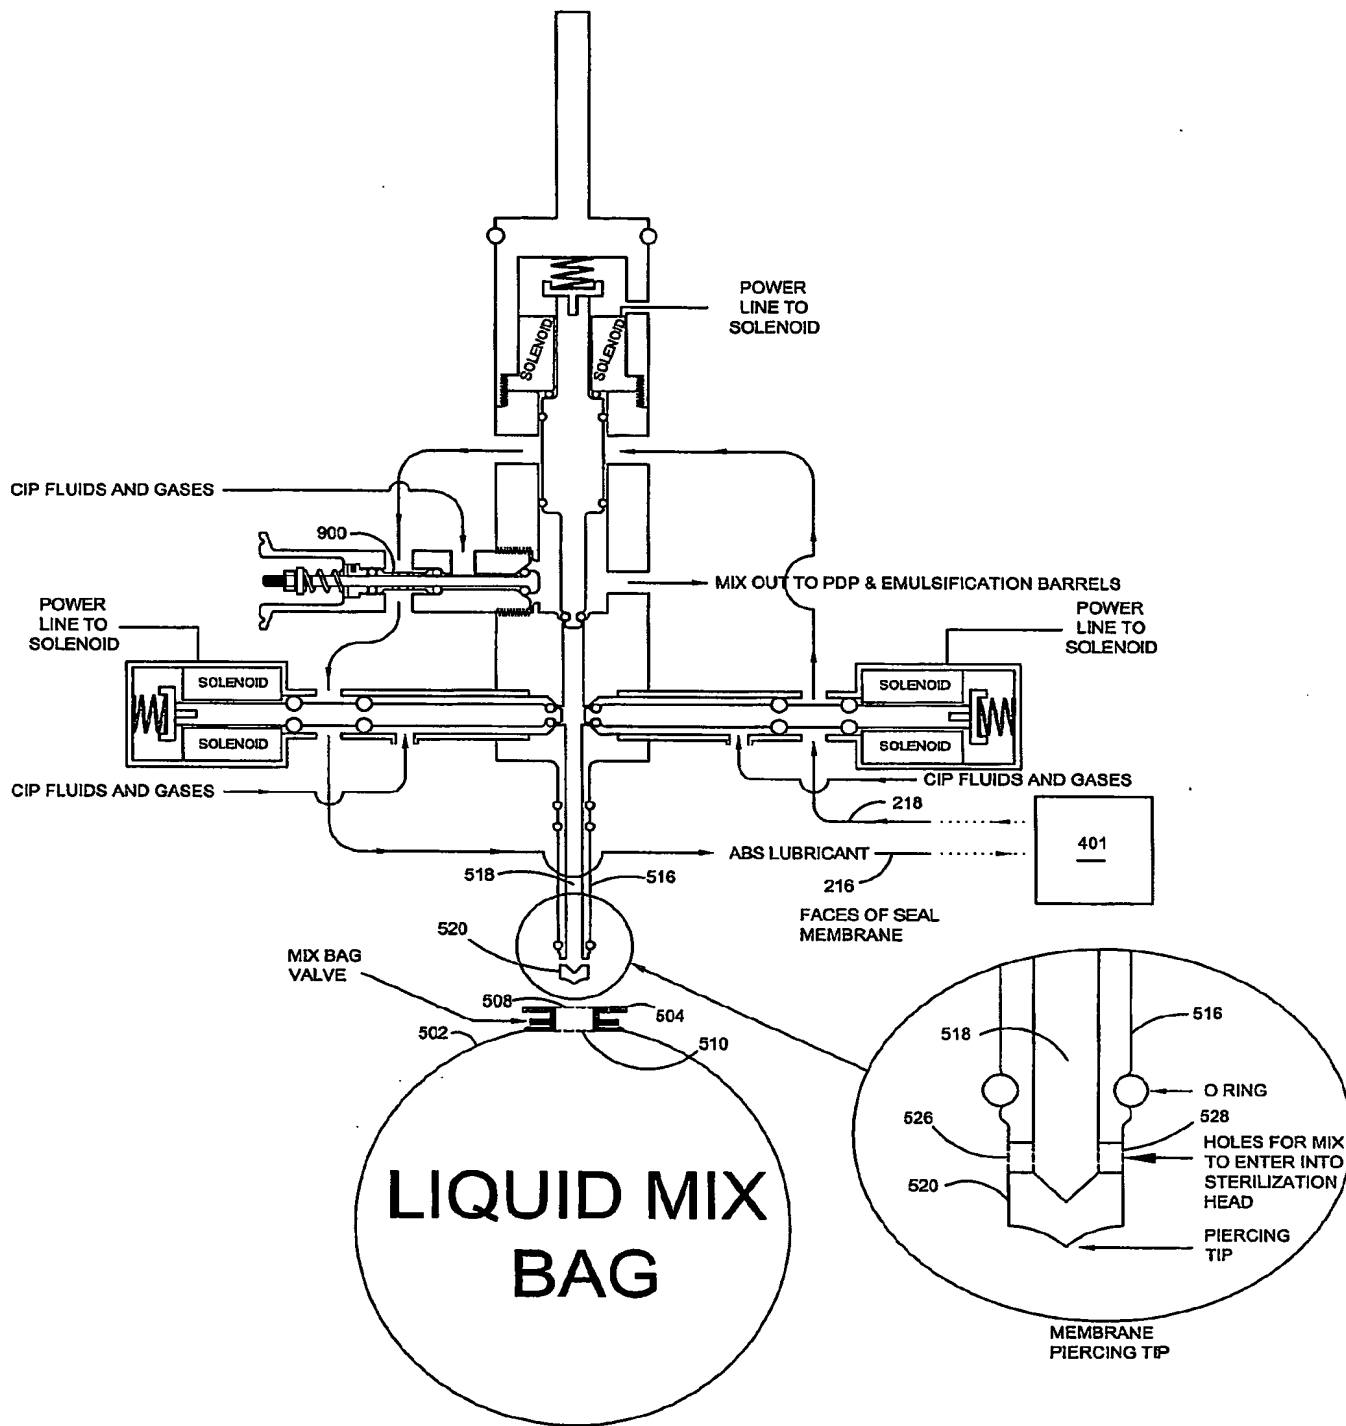 POWER
LINE TO
SOLENOID
SOLENOID
SOLENOID
CIP FLUIDS AND GASES
900
MIX OUT TO PDP & EMULSIFICATION BARRELS
POWER
LINE TO
SOLENOID
POWER
LINE TO
SOLENOID
SOLENOID
SOLENOID
SOLENOID
SOLENOID
CIP FLUIDS AND GASES
CIP FLUIDS AND GASES
218
401
ABS LUBRICANT
216
518
516
FACES OF SEAL
MEMBRANE
520
MIX BAG
VALVE
508
504
502
510
LIQUID MIX
BAG
518
516
O RING
526
528
HOLES FOR MIX
TO ENTER INTO
STERILIZATION
HEAD
520
PIERCING
TIP
MEMBRANE
PIERCING TIP